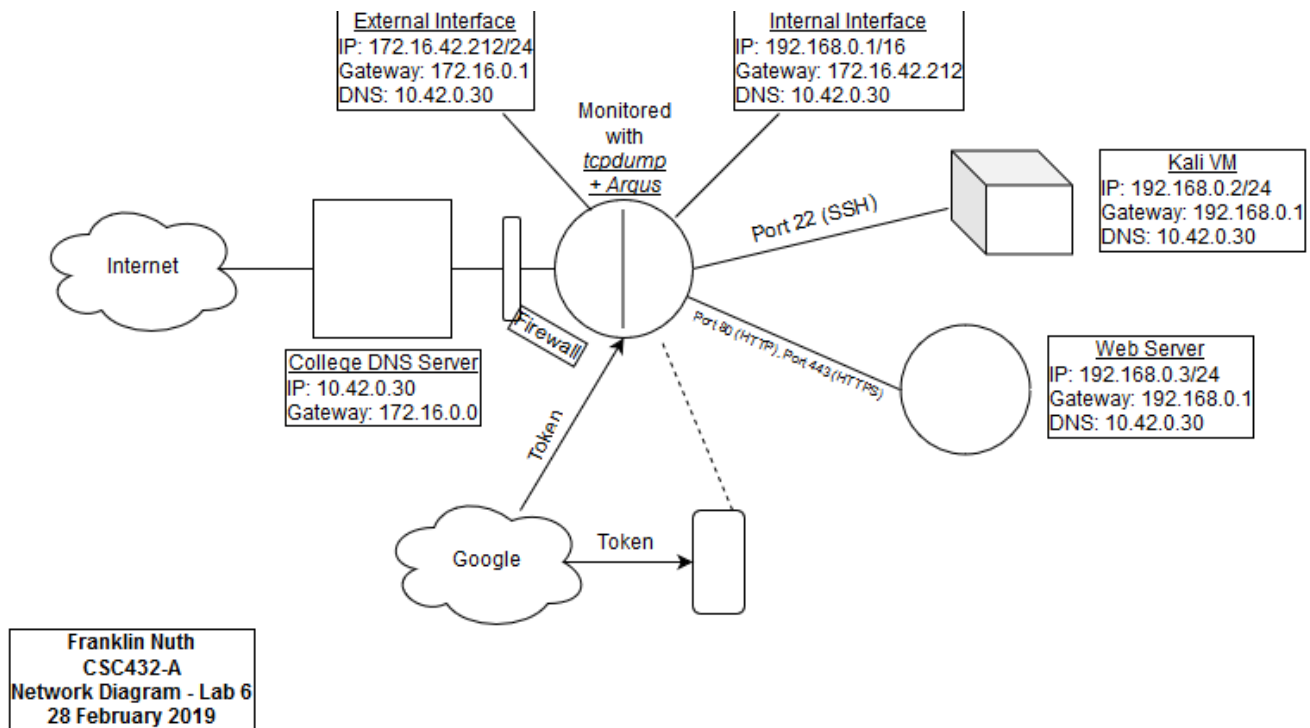 External Interface
IP: 172.16.42.212/24
Gateway: 172.16.0.1
DNS: 10.42.0.30
Internal Interface
IP: 192.168.0.1/16
Gateway: 172.16.42.212
DNS: 10.42.0.30
Monitored
with
tcpdump
+ Argus
Kali VM
IP: 192.168.0.2/24
Gateway: 192.168.0.1
DNS: 10.42.0.30
Port 22 (SSH)
Internet
Firewall
Port 80 (HTTP), Port 443 (HTTPS)
Web Server
IP: 192.168.0.3/24
Gateway: 192.168.0.1
DNS: 10.42.0.30
College DNS Server
IP: 10.42.0.30
Gateway: 172.16.0.0
Token
Google
Token
Franklin Nuth
CSC432-A
Network Diagram - Lab 6
28 February 2019